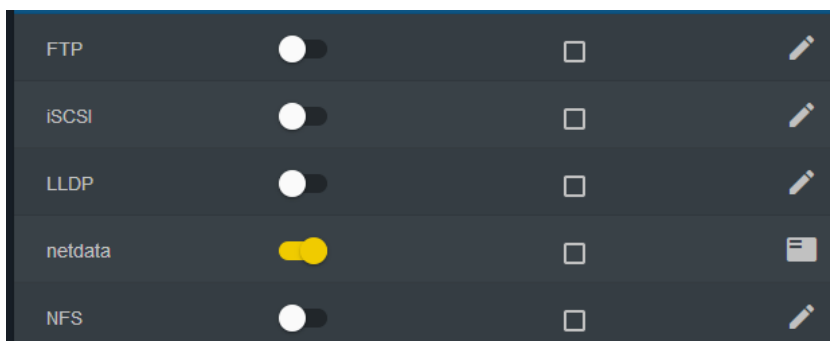 FTP
iSCSI
LLDP
netdata
NFS